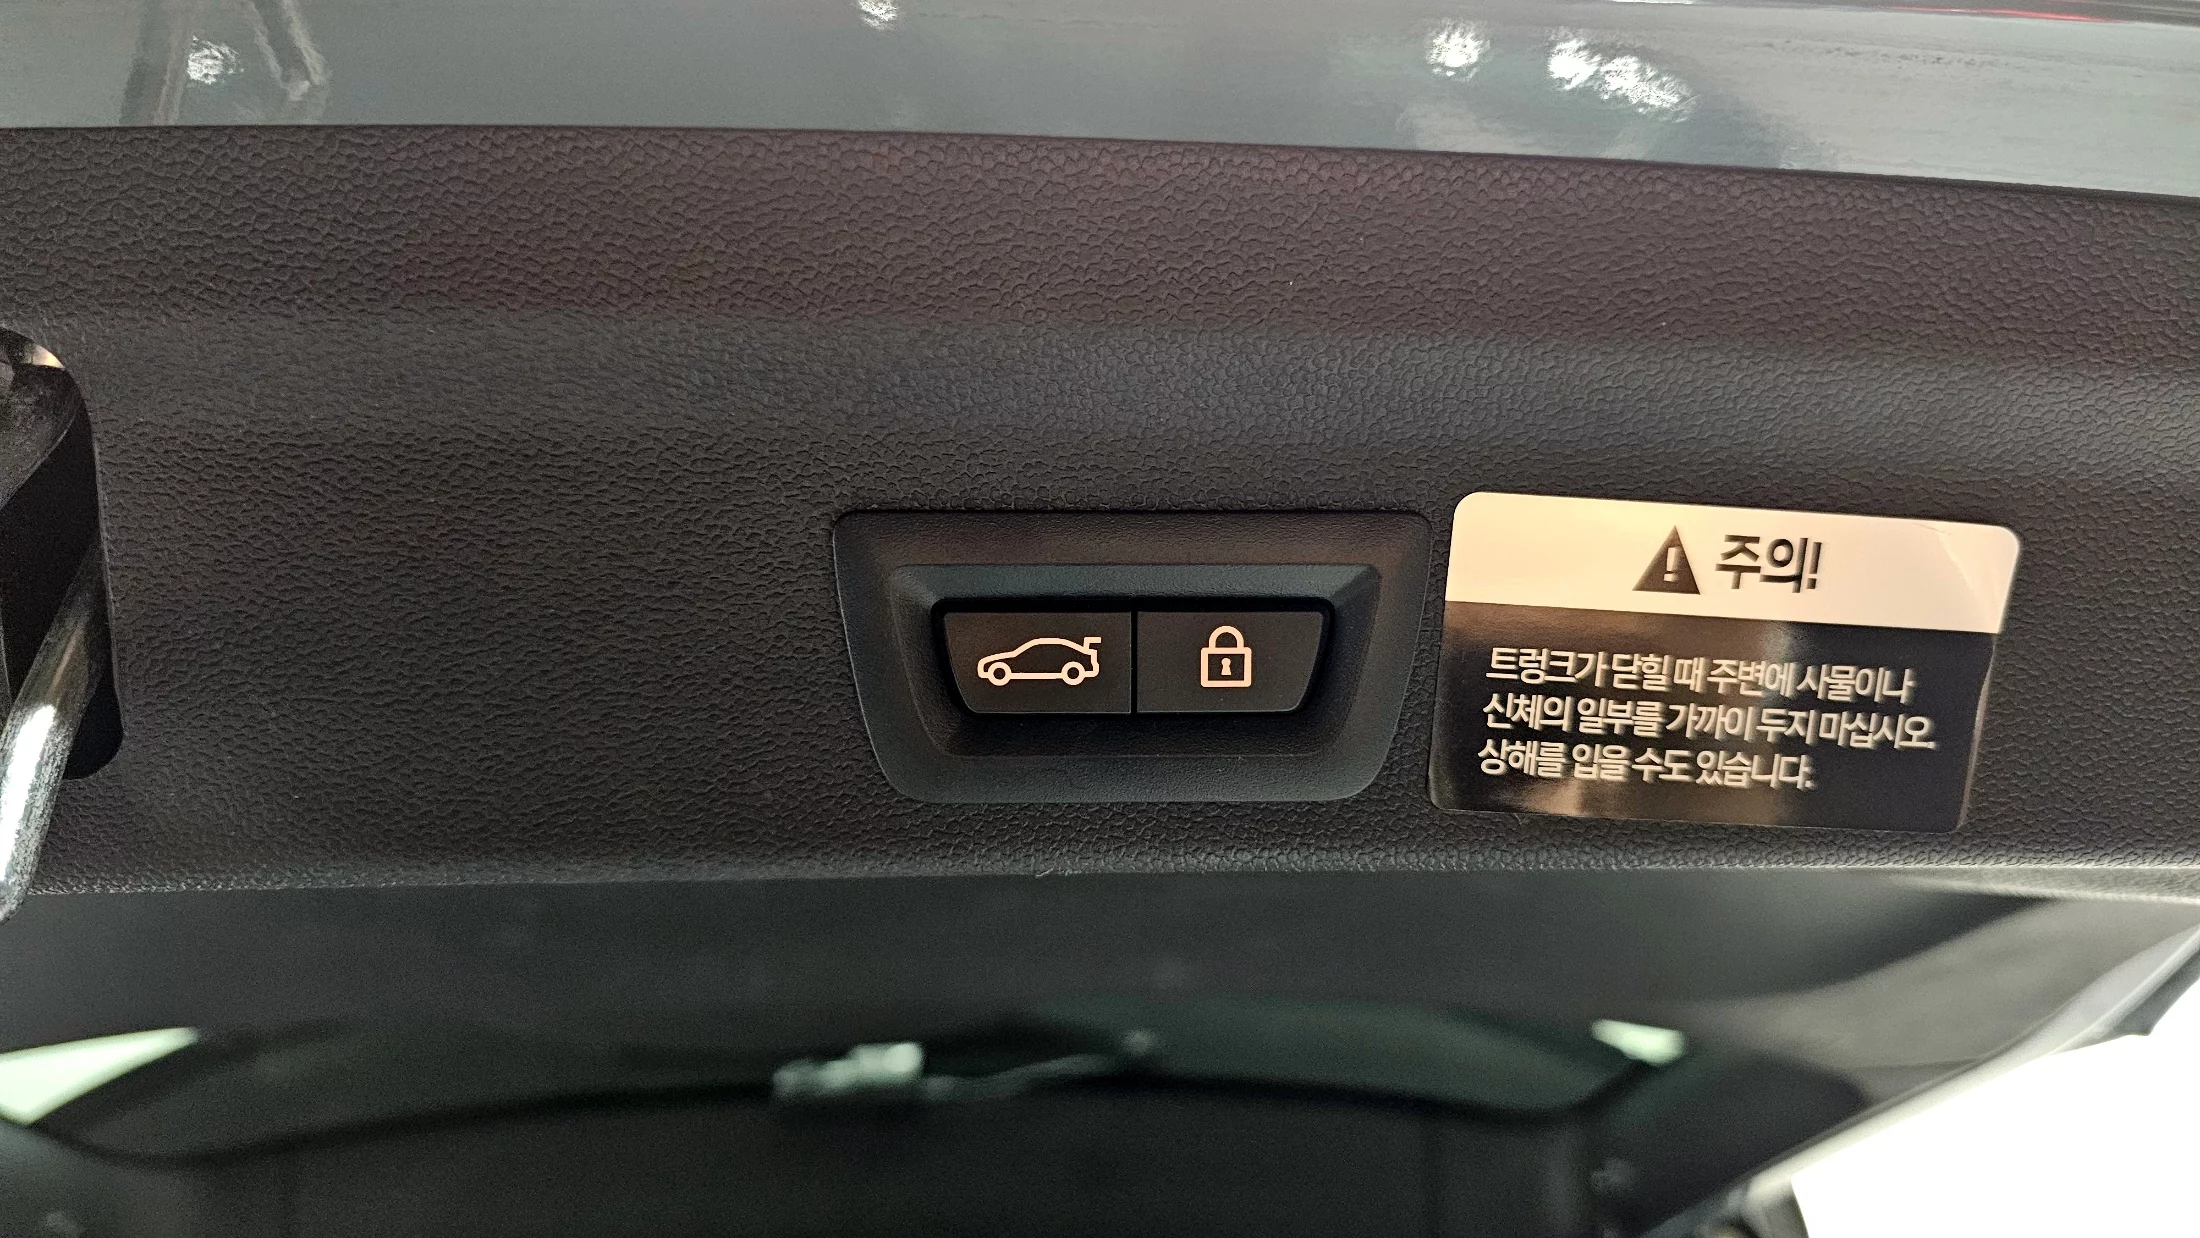 주의!
트렁크가 닫힐 때 주변에 사물이나
신체의 일부를 가까이 두지 마십시오.
상해를 입을 수도 있습니다.